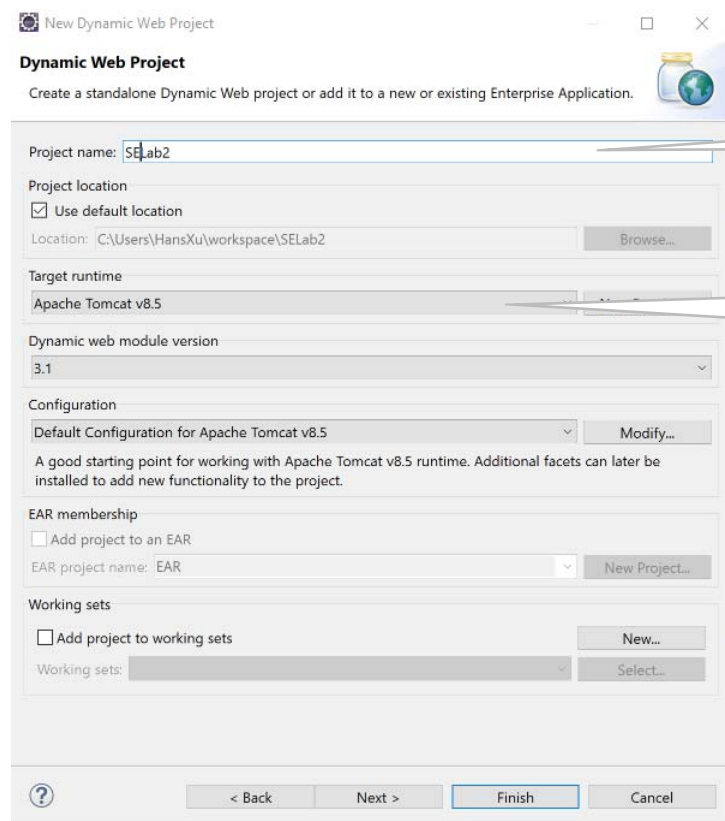 New Dynamic Web Project
Dynamic Web Project
Create a standalone Dynamic Web project or add it to a new or existing Enterprise Application.
Project name: SELab2
Project location
Use default location
Location: C:\Users\HansXu\workspace\SELab2 Browse...
Target runtime
Apache Tomcat v8.5
Dynamic web module version
3.1
Configuration
Default Configuration for Apache Tomcat v8.5 Modify...
A good starting point for working with Apache Tomcat v8.5 runtime. Additional facets can later be
installed to add new functionality to the project.
EAR membership
Add project to an EAR
EAR project name: EAR New Project...
Working sets
Add project to working sets New...
Working sets: Select...
? < Back Next > Finish Cancel